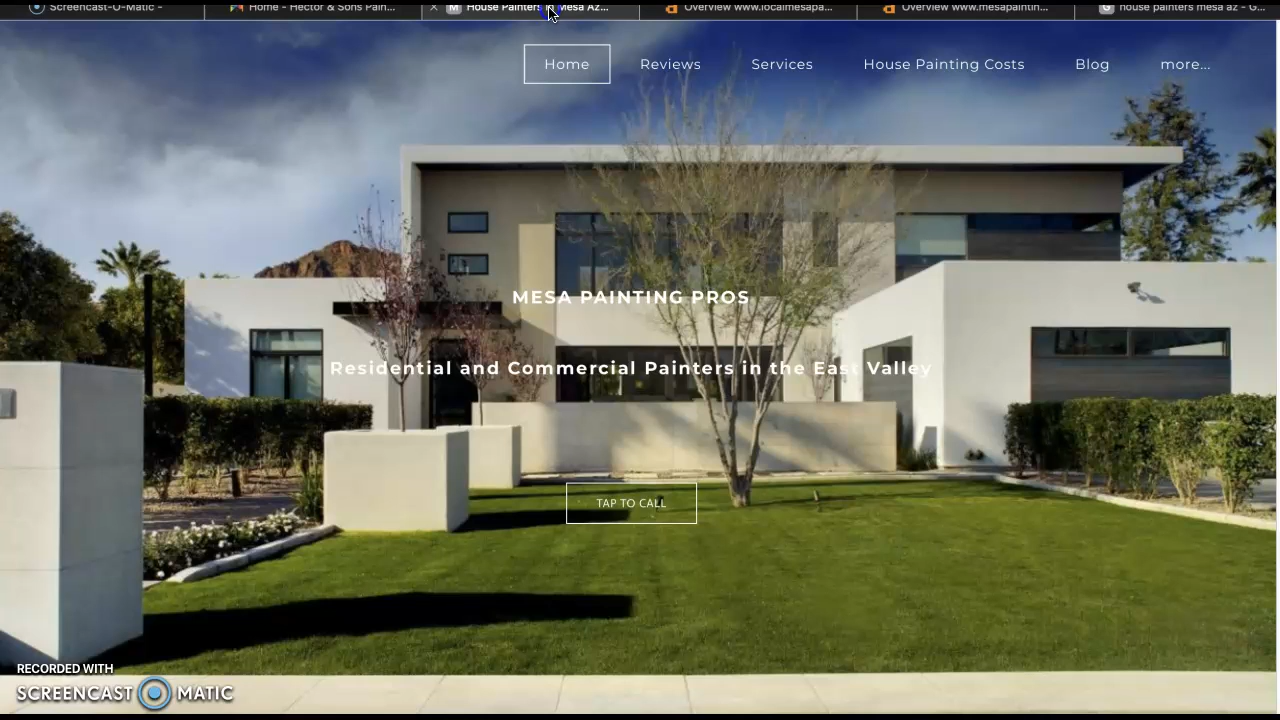 Screencast-O-Matic -
Home - Hector & Sons Pain...
House Painters in Mesa Az...
Overview www.localmesapa...
Overview www.mesapaintin...
house painters mesa az - G...
Home
Reviews
Services
House Painting Costs
Blog
more...
MESA PAINTING PROS
Residential and Commercial Painters in the East Valley
TAP TO CALL
RECORDED WITH
SCREENCAST MATIC